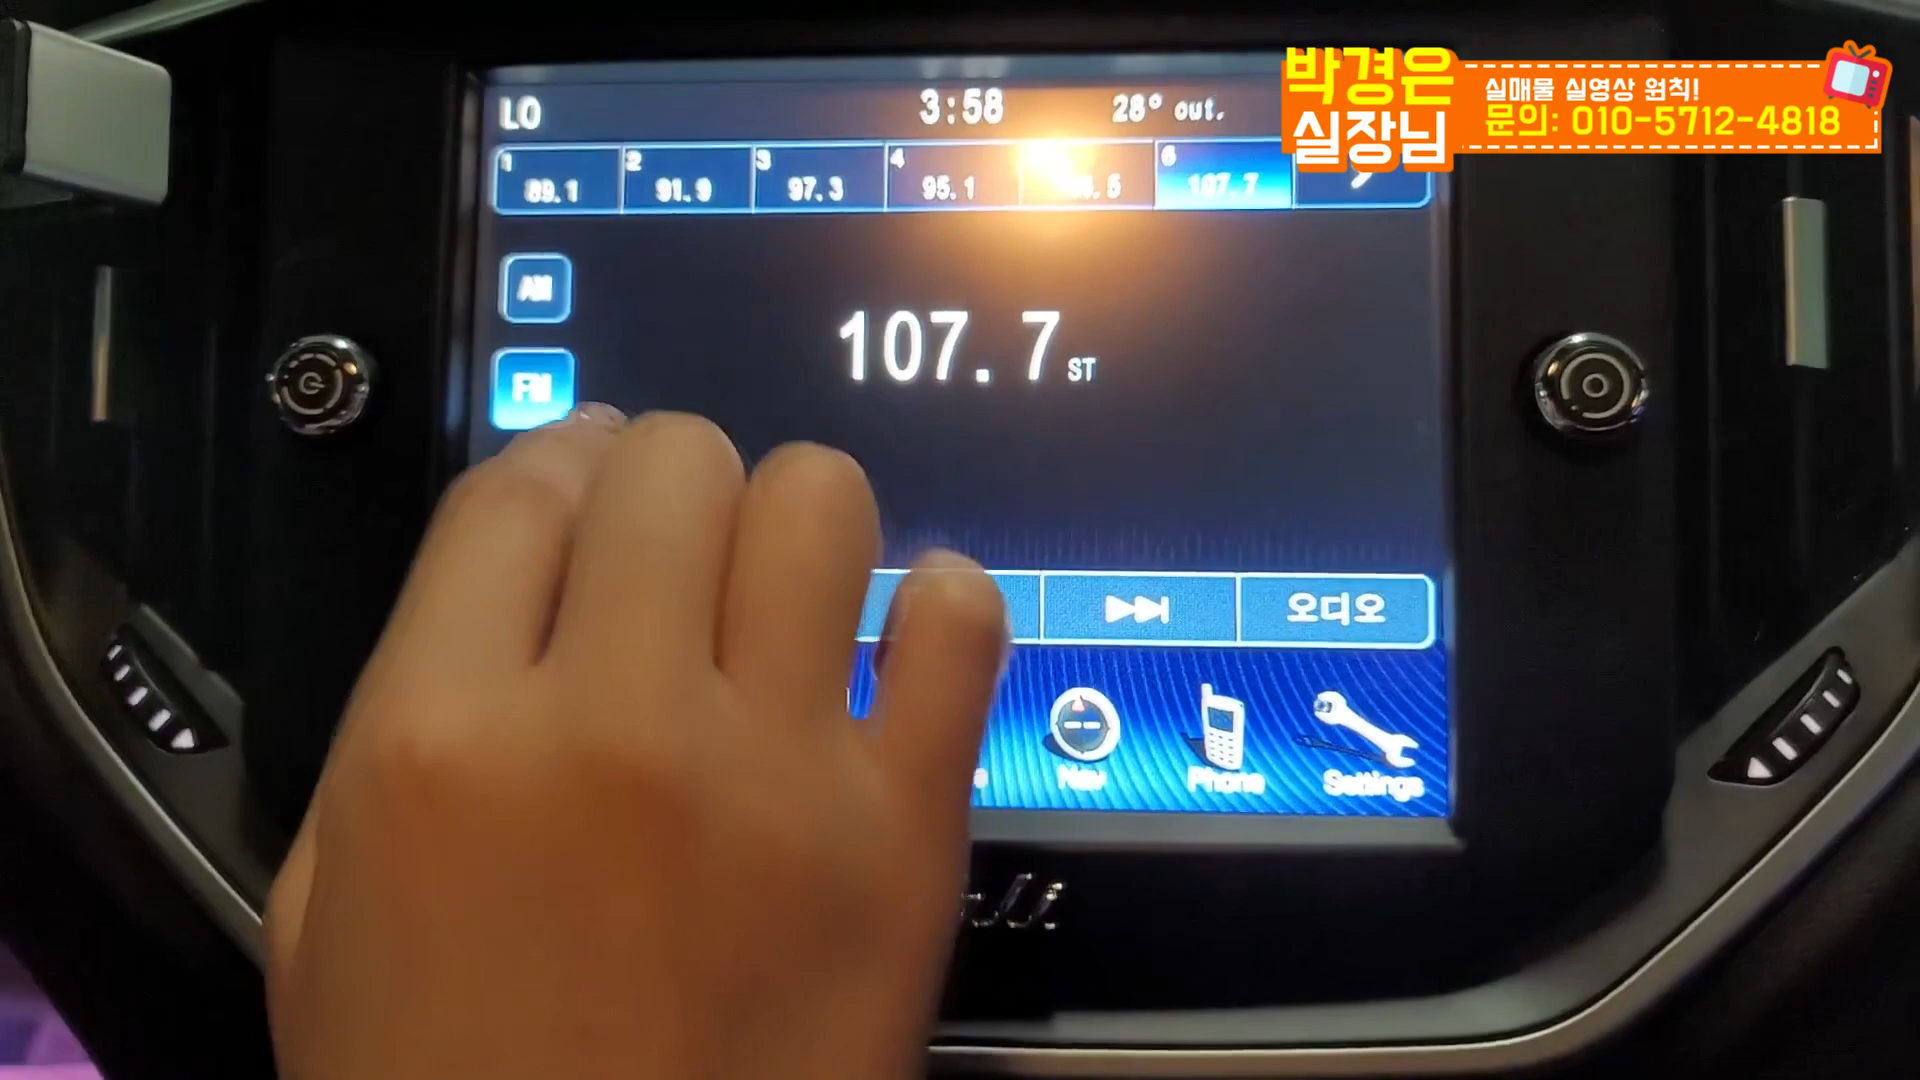 박경은
실장님
실매물 실영상 원칙!
문의: 010-5712-4818
LO
3:58
28° out.
1 2 3 4 6
89.1 91.9 97.3 95.1 107.7
AM
107.7 ST
FM
오디오
Nav Phone Settings